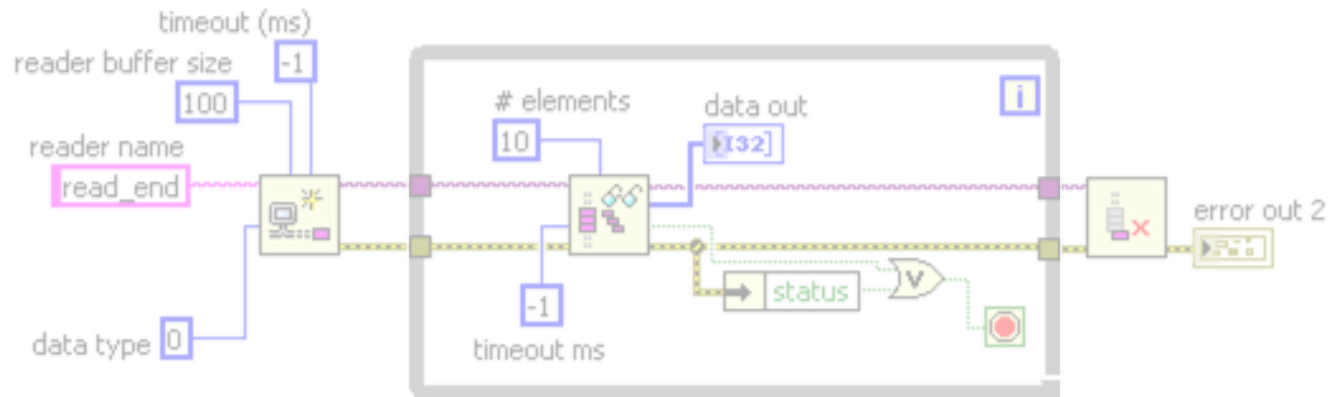 timeout (ms)
-1
reader buffer size
100
reader name
read_end
data type 0
# elements
10
data out
[I32]
i
-1
timeout ms
status
V
error out 2